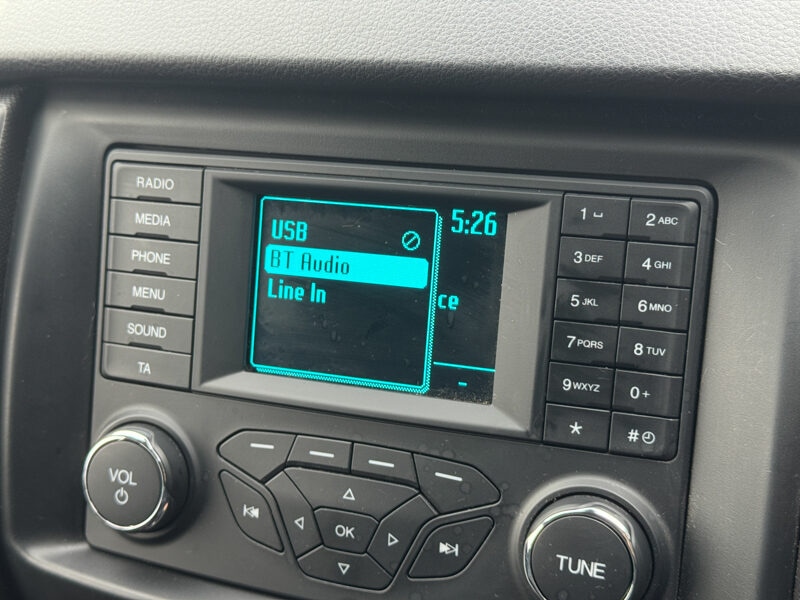 RADIO
MEDIA
PHONE
MENU
SOUND
TA
USB
BT Audio
Line In
5:26
ce
-
1 ␣
2 ABC
3 DEF
4 GHI
5 JKL
6 MNO
7 PQRS
8 TUV
9 WXYZ
0 +
*
#
VOL
OK
TUNE